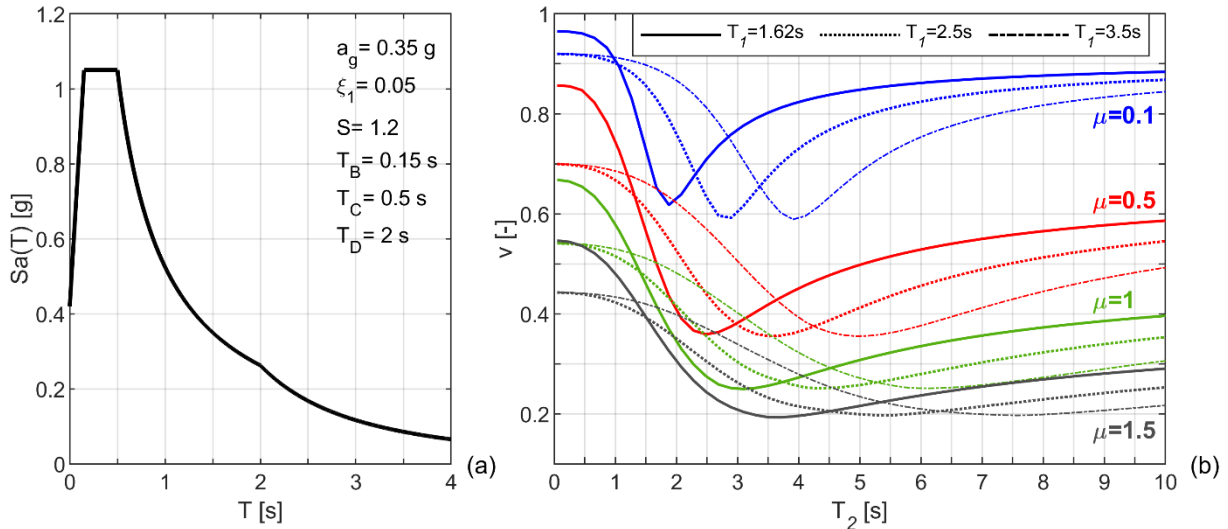 1.2
1
0.8
0.6
0.4
0.2
0
0 1 2 3 4
Sa(T) [g]
T [s]
a_g = 0.35 g
ξ_1 = 0.05
S= 1.2
T_B = 0.15 s
T_C = 0.5 s
T_D = 2 s
(a)
T_1=1.62s T_1=2.5s T_1=3.5s
1
0.8
0.6
0.4
0.2
0 1 2 3 4 5 6 7 8 9 10
v [-]
T_2 [s]
μ=0.1
μ=0.5
μ=1
μ=1.5
(b)